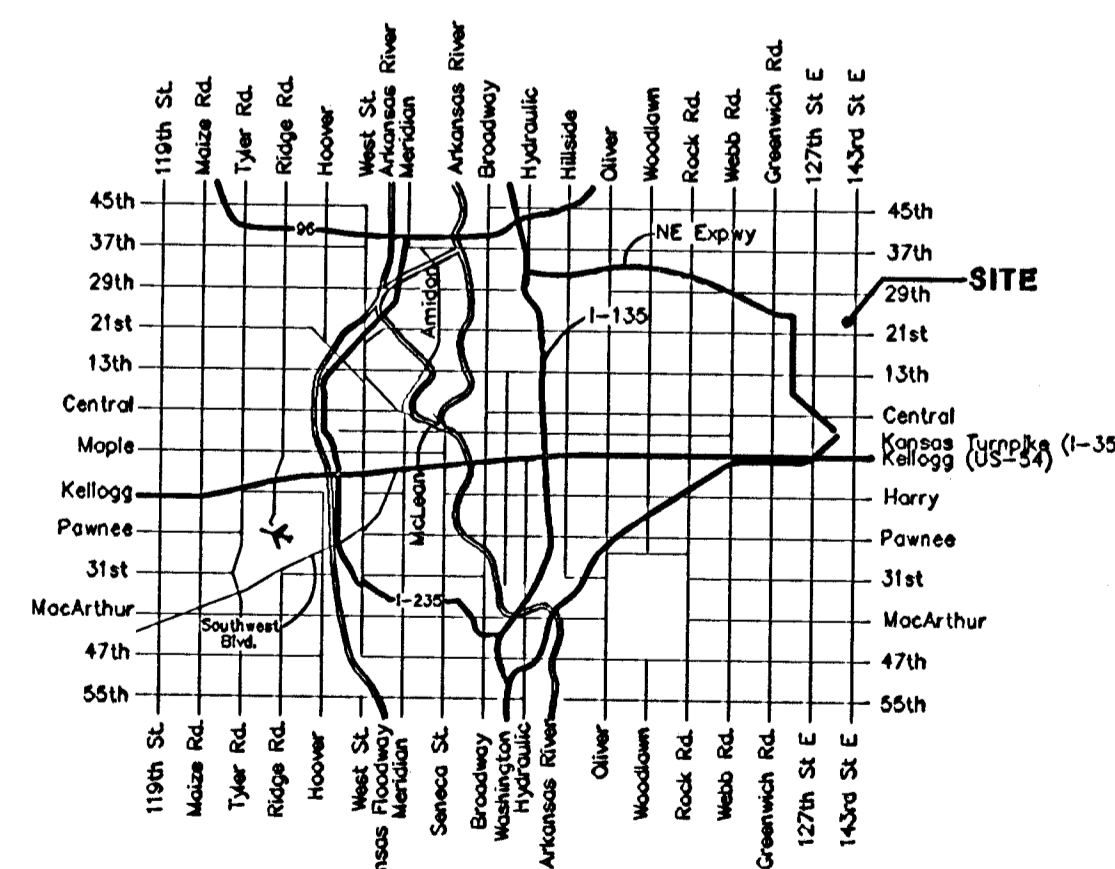 119th St.
Maize Rd.
Tyler Rd.
Ridge Rd.
Hoover
West St.
Arkansas River
Meridian
Arkansas River
Broadway
Hydraulic
Hillside
Oliver
Woodlawn
Rock Rd.
Webb Rd.
Greenwich Rd.
127th St E
143rd St E
45th
37th
29th
21st
13th
Central
Maple
Kellogg
Pawnee
31st
MacArthur
47th
55th
96
Amidon
NE Expwy
I-135
SITE
McLean
I-235
Southwest
Blvd.
45th
37th
29th
21st
13th
Central
Kansas Turnpike (I-35
Kellogg (US-54)
Harry
Pawnee
31st
MacArthur
47th
55th
119th St.
Maize Rd.
Tyler Rd.
Ridge Rd.
Hoover
West St.
nsas Floodway
Meridian
Seneca St.
Broadway
Washington
Hydraulic
Arkansas River
Oliver
Woodlawn
Rock Rd.
Webb Rd.
Greenwich Rd.
127th St E
143rd St E